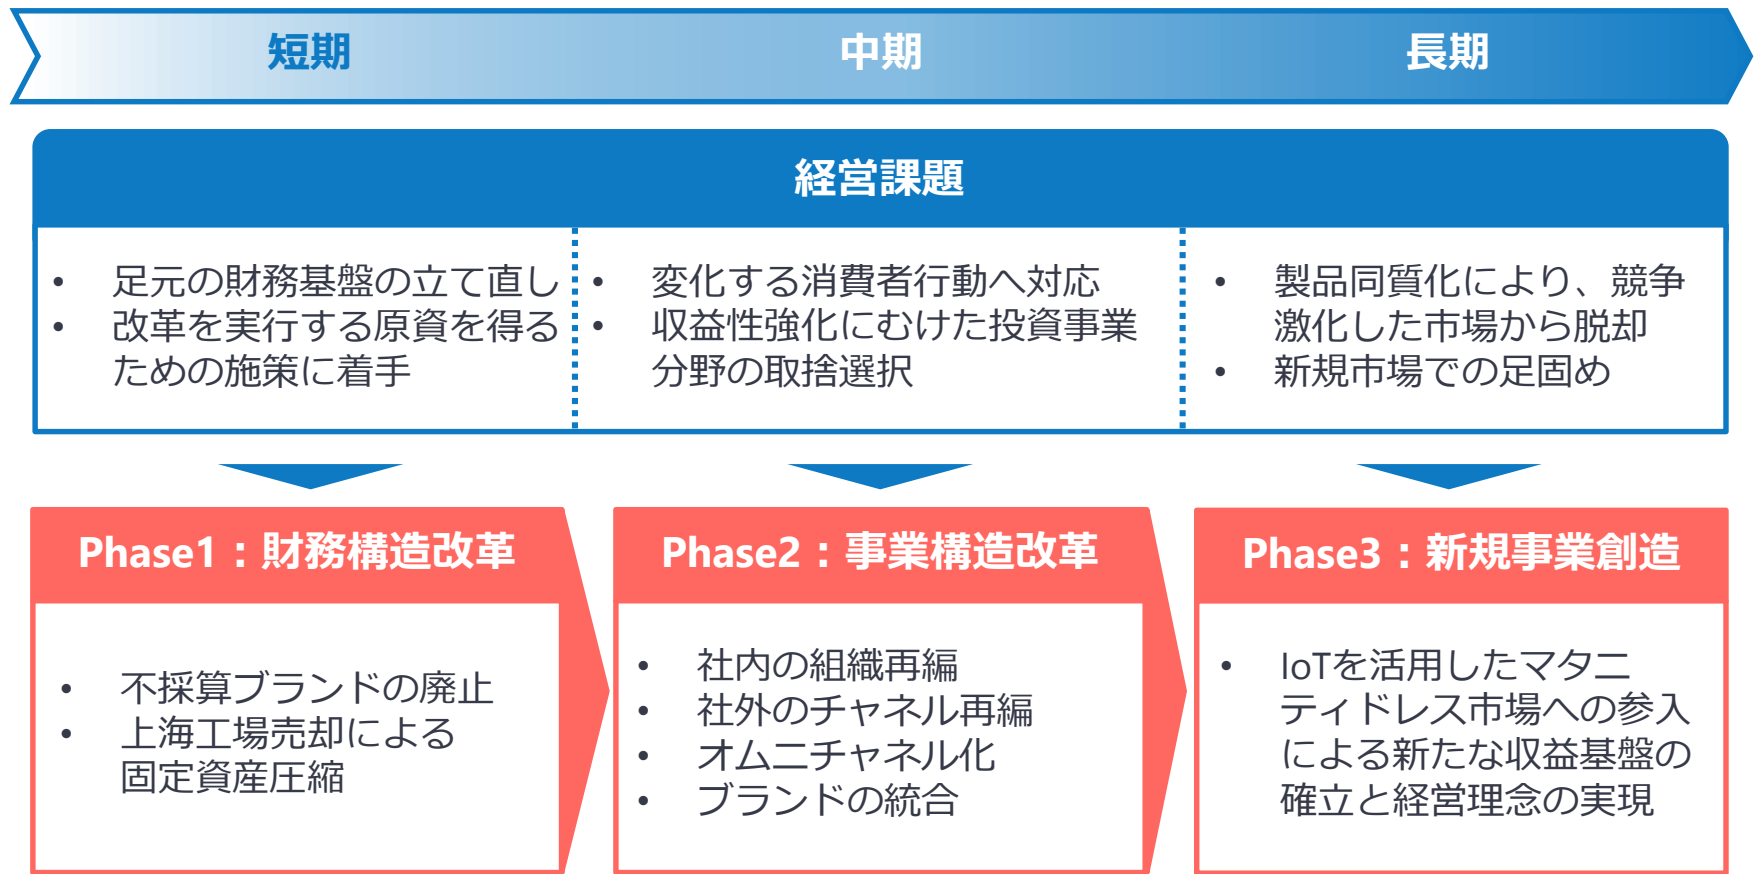 短期
中期
長期
経営課題
• 足元の財務基盤の立て直し
• 改革を実行する原資を得る
ための施策に着手
• 変化する消費者行動へ対応
• 収益性強化にむけた投資事業
分野の取捨選択
• 製品同質化により、競争
激化した市場から脱却
• 新規市場での足固め
Phase1：財務構造改革
• 不採算ブランドの廃止
• 上海工場売却による
固定資産圧縮
Phase2：事業構造改革
• 社内の組織再編
• 社外のチャネル再編
• オムニチャネル化
• ブランドの統合
Phase3：新規事業創造
• IoTを活用したマタニ
ティドレス市場への参入
による新たな収益基盤の
確立と経営理念の実現